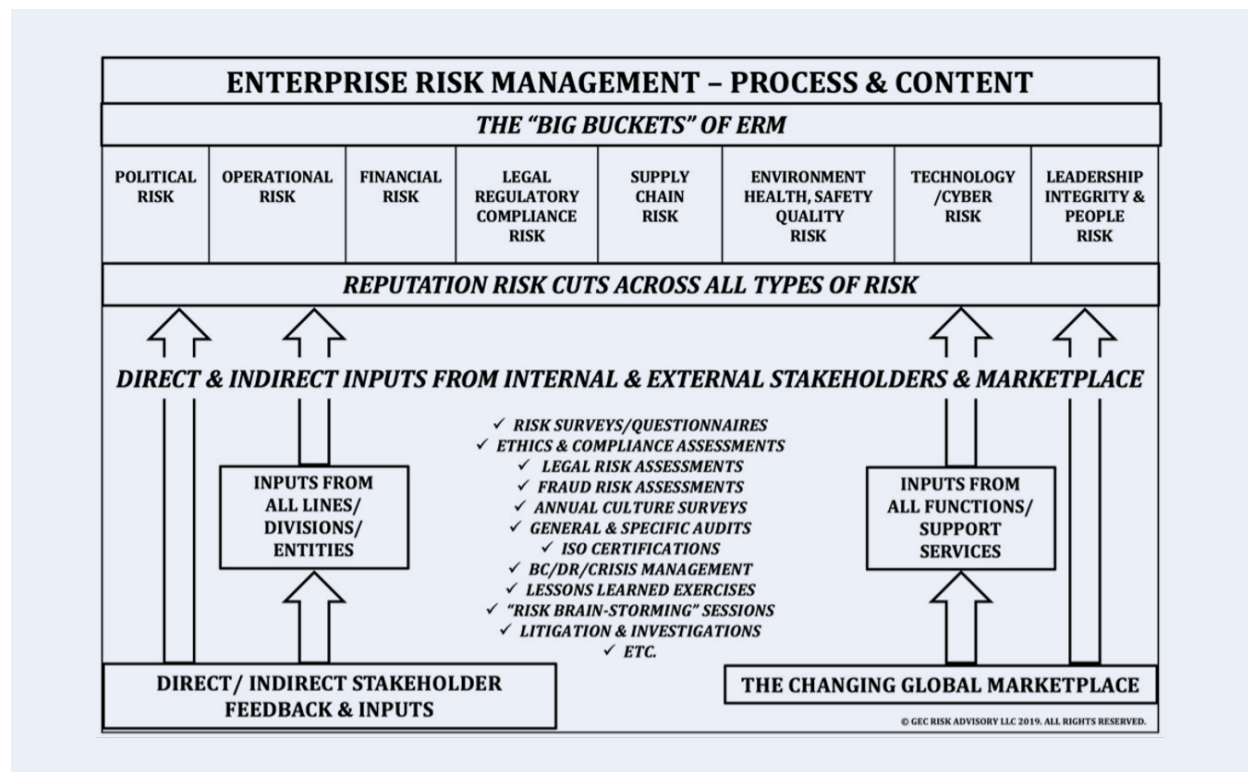 ENTERPRISE RISK MANAGEMENT – PROCESS & CONTENT
THE “BIG BUCKETS” OF ERM
POLITICAL
RISK
OPERATIONAL
RISK
FINANCIAL
RISK
LEGAL
REGULATORY
COMPLIANCE
RISK
SUPPLY
CHAIN
RISK
ENVIRONMENT
HEALTH, SAFETY
QUALITY
RISK
TECHNOLOGY
/CYBER
RISK
LEADERSHIP
INTEGRITY &
PEOPLE
RISK
REPUTATION RISK CUTS ACROSS ALL TYPES OF RISK
DIRECT & INDIRECT INPUTS FROM INTERNAL & EXTERNAL STAKEHOLDERS & MARKETPLACE
✓ RISK SURVEYS/QUESTIONNAIRES
✓ ETHICS & COMPLIANCE ASSESSMENTS
✓ LEGAL RISK ASSESSMENTS
✓ FRAUD RISK ASSESSMENTS
✓ ANNUAL CULTURE SURVEYS
✓ GENERAL & SPECIFIC AUDITS
✓ ISO CERTIFICATIONS
✓ BC/DR/CRISIS MANAGEMENT
✓ LESSONS LEARNED EXERCISES
✓ “RISK BRAIN-STORMING” SESSIONS
✓ LITIGATION & INVESTIGATIONS
✓ ETC.
INPUTS FROM
ALL LINES/
DIVISIONS/
ENTITIES
INPUTS FROM
ALL FUNCTIONS/
SUPPORT
SERVICES
DIRECT/ INDIRECT STAKEHOLDER
FEEDBACK & INPUTS
THE CHANGING GLOBAL MARKETPLACE
© GEC RISK ADVISORY LLC 2019. ALL RIGHTS RESERVED.